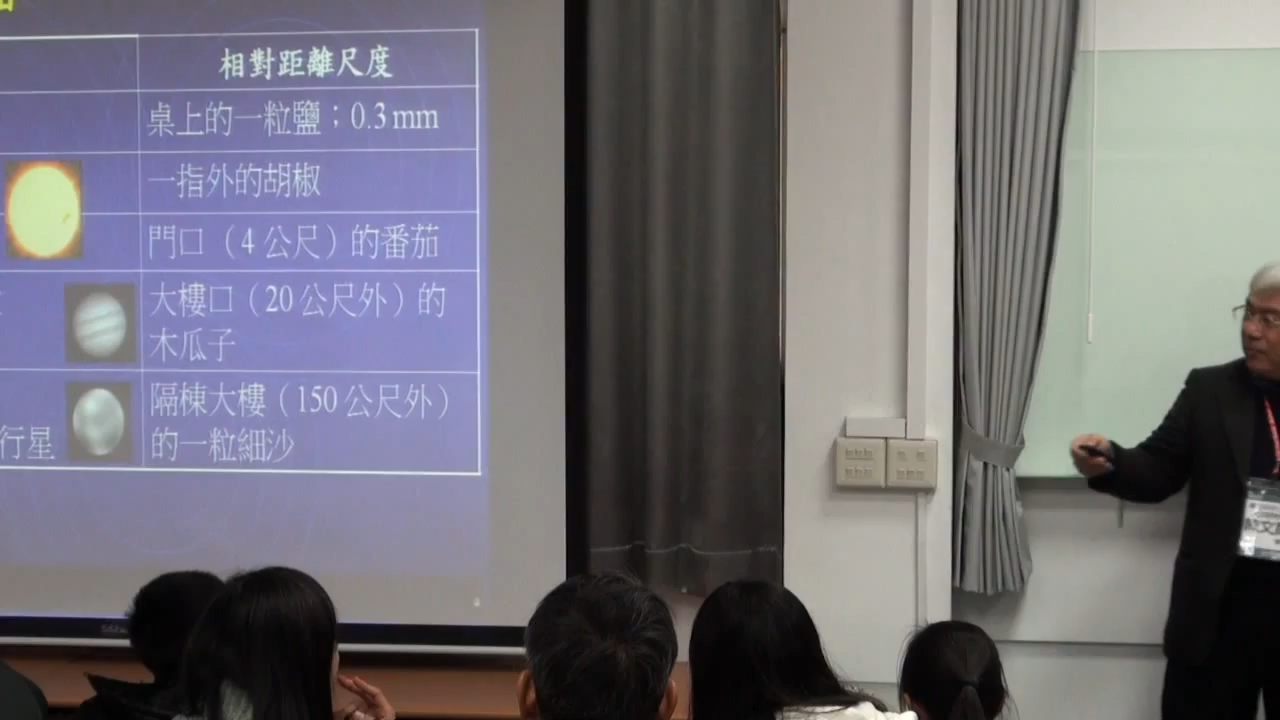 相對距離尺度
桌上的一粒鹽；0.3 mm
一指外的胡椒
門口（4 公尺）的番茄
大樓口（20 公尺外）的
木瓜子
隔棟大樓（150 公尺外）
行星
的一粒細沙